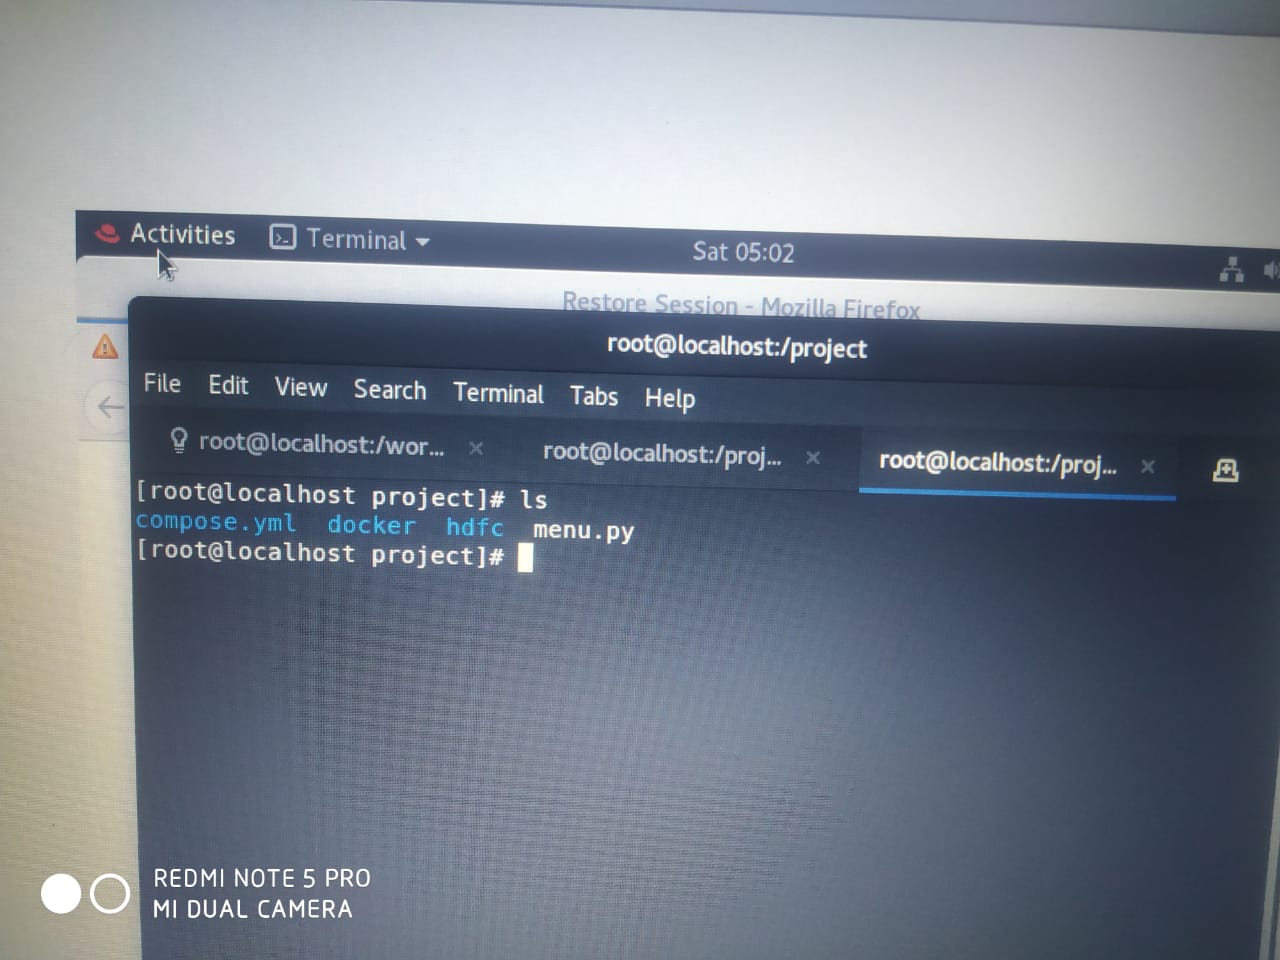 Activities Terminal Sat 05:02
Restore Session - Mozilla Firefox
root@localhost:/project
File Edit View Search Terminal Tabs Help
root@localhost:/wor... × root@localhost:/proj... × root@localhost:/proj... ×
[root@localhost project]# ls
compose.yml docker hdfc menu.py
[root@localhost project]#
REDMI NOTE 5 PRO
MI DUAL CAMERA